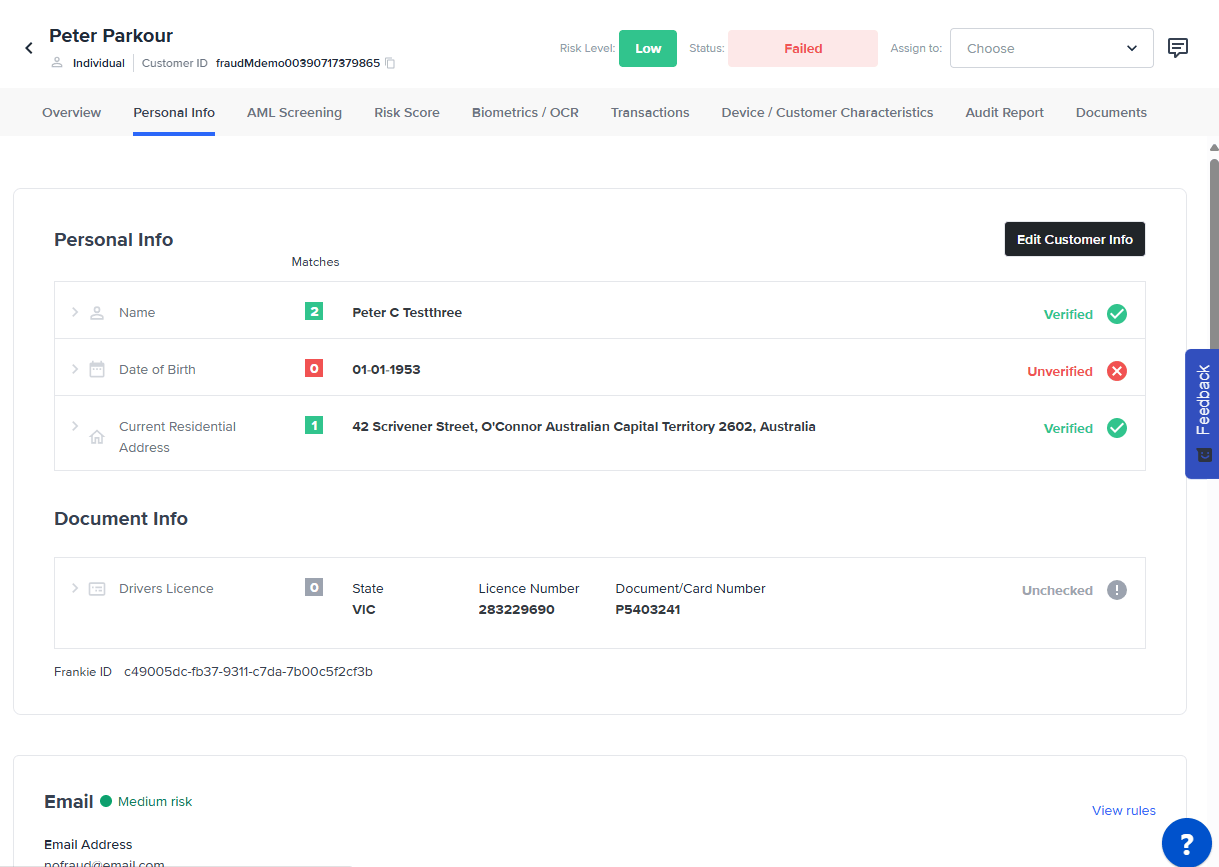 Peter Parkour
Individual Customer ID fraudMdemo00390717379865
Risk Level: Low Status: Failed Assign to: Choose
Overview Personal Info AML Screening Risk Score Biometrics / OCR Transactions Device / Customer Characteristics Audit Report Documents
Personal Info
Edit Customer Info
Matches
Name 2 Peter C Testthree Verified
Date of Birth 0 01-01-1953 Unverified
Current Residential 1 42 Scrivener Street, O'Connor Australian Capital Territory 2602, Australia Verified
Address
Feedback
Document Info
Drivers Licence 0 State Licence Number Document/Card Number Unchecked
VIC 283229690 P5403241
Frankie ID c49005dc-fb37-9311-c7da-7b00c5f2cf3b
Email Medium risk
View rules
Email Address
nofraud@email.com
?